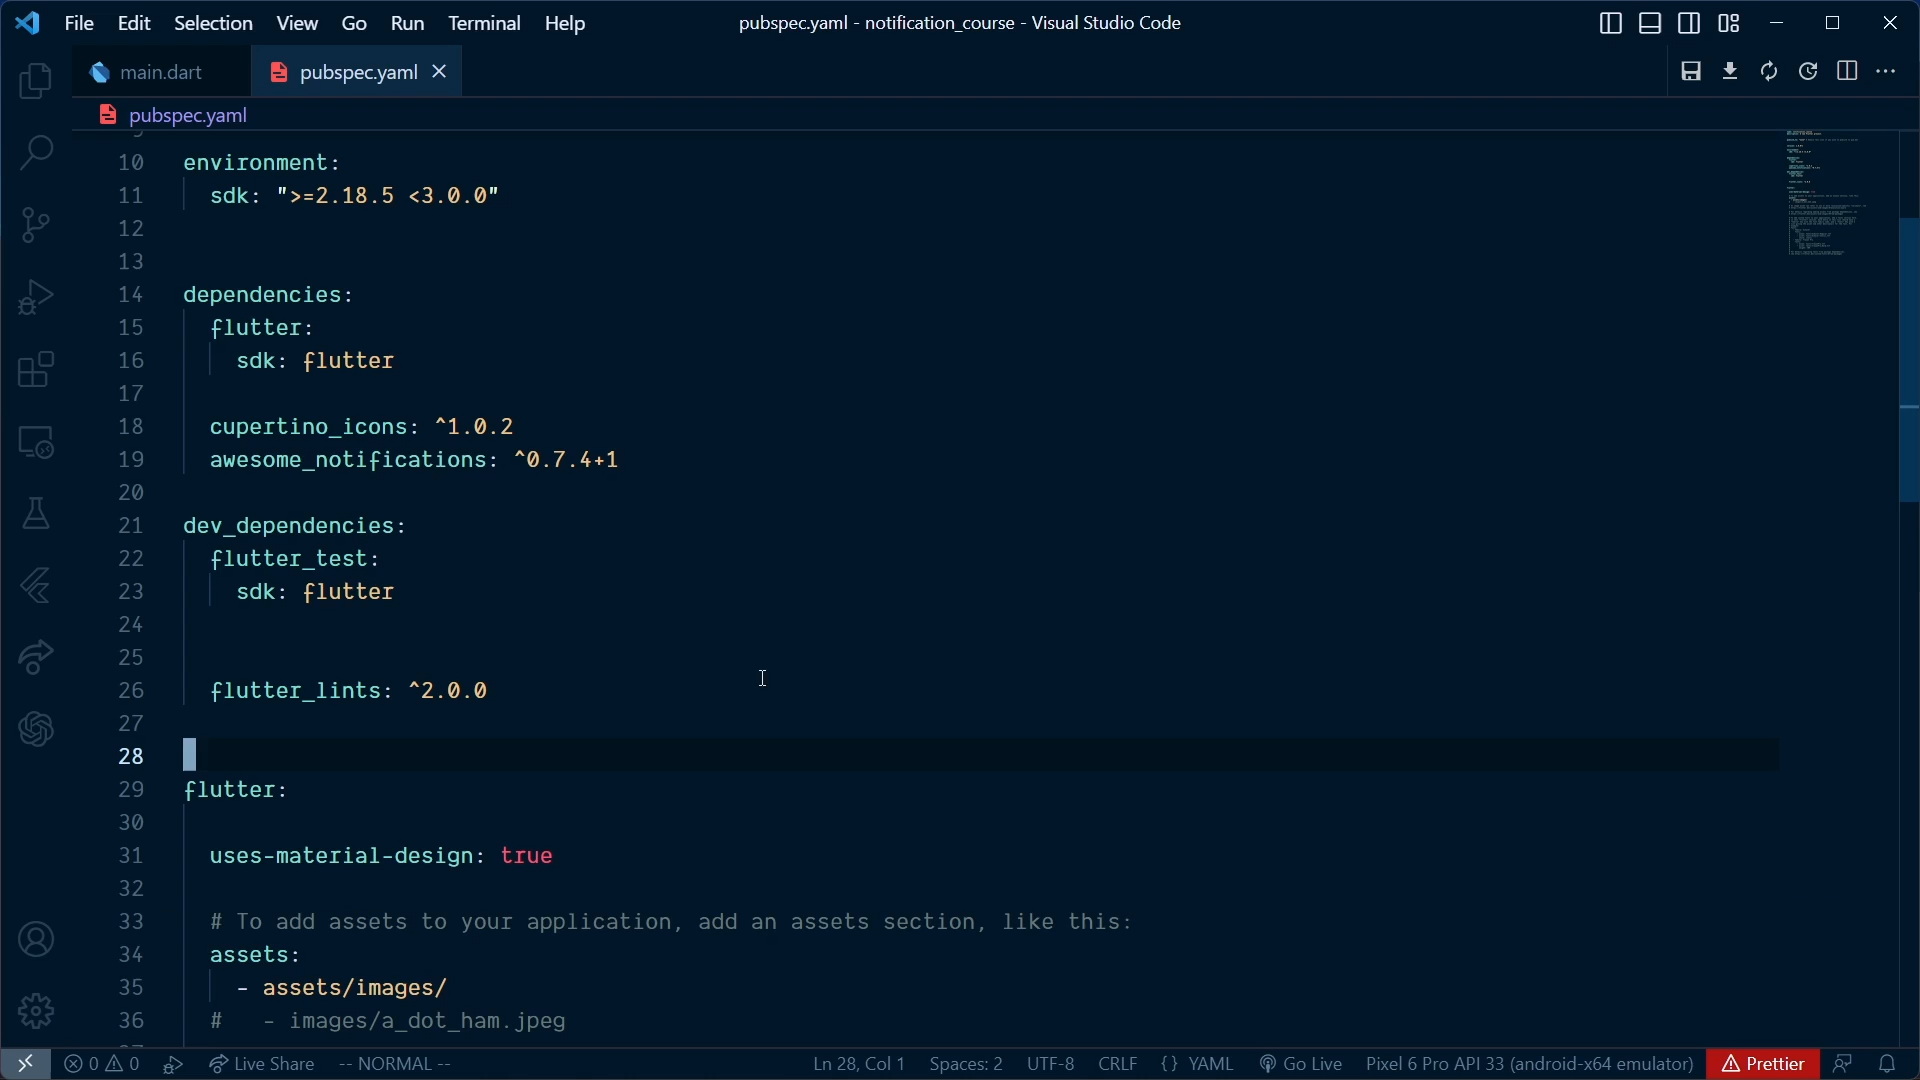 File Edit Selection View Go Run Terminal Help pubspec.yaml - notification_course - Visual Studio Code
main.dart pubspec.yaml
pubspec.yaml
10 environment:
11 sdk: ">=2.18.5 <3.0.0"
12
13
14 dependencies:
15 flutter:
16 sdk: flutter
17
18 cupertino_icons: ^1.0.2
19 awesome_notifications: ^0.7.4+1
20
21 dev_dependencies:
22 flutter_test:
23 sdk: flutter
24
25
26 flutter_lints: ^2.0.0
27
28
29 flutter:
30
31 uses-material-design: true
32
33 # To add assets to your application, add an assets section, like this:
34 assets:
35 - assets/images/
36 # - images/a_dot_ham.jpeg
0 0 Live Share -- NORMAL -- Ln 28, Col 1 Spaces: 2 UTF-8 CRLF {} YAML Go Live Pixel 6 Pro API 33 (android-x64 emulator) Prettier